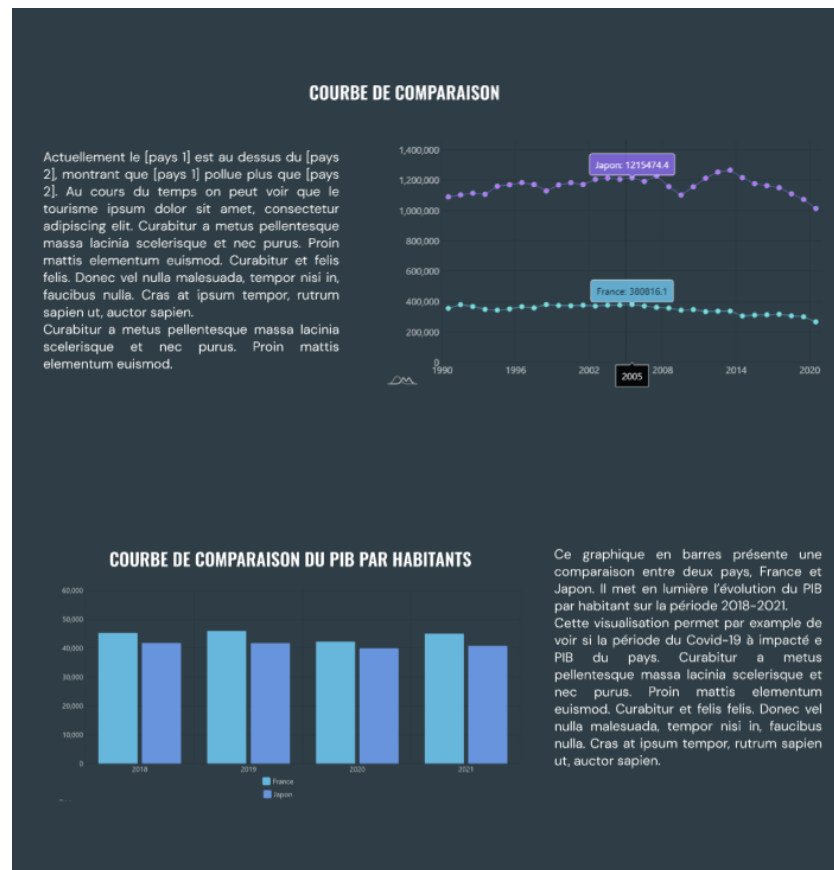 COURBE DE COMPARAISON
Actuellement le [pays 1] est au dessus du [pays
2], montrant que [pays 1] pollue plus que [pays
2]. Au cours du temps on peut voir que le
tourisme ipsum dolor sit amet, consectetur
adipiscing elit. Curabitur a metus pellentesque
massa lacinia scelerisque et nec purus. Proin
mattis elementum euismod. Curabitur et felis
felis. Donec vel nulla malesuada, tempor nisi in,
faucibus nulla. Cras at ipsum tempor, rutrum
sapien ut, auctor sapien.
Curabitur a metus pellentesque massa lacinia
scelerisque et nec purus. Proin mattis
elementum euismod.
1,400,000
1,200,000
1,000,000
800,000
600,000
400,000
200,000
0
Japon: 1215474.4
France: 380816.1
1990
1996
2002
2005
2008
2014
2020
COURBE DE COMPARAISON DU PIB PAR HABITANTS
60,000
50,000
40,000
30,000
20,000
10,000
0
2018
2019
2020
2021
France
Japon
Ce graphique en barres présente une
comparaison entre deux pays, France et
Japon. Il met en lumière l'évolution du PIB
par habitant sur la période 2018-2021.
Cette visualisation permet par example de
voir si la période du Covid-19 à impacté e
PIB du pays. Curabitur a metus
pellentesque massa lacinia scelerisque et
nec purus. Proin mattis elementum
euismod. Curabitur et felis felis. Donec vel
nulla malesuada, tempor nisi in, faucibus
nulla. Cras at ipsum tempor, rutrum sapien
ut, auctor sapien.